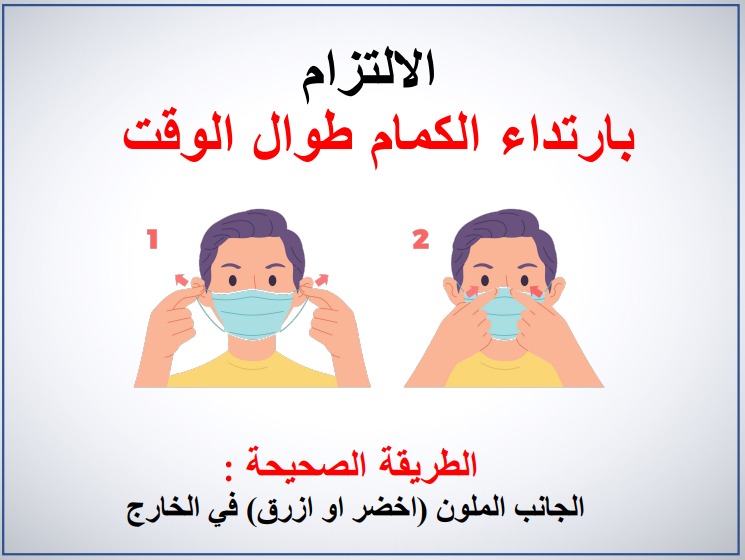 الالتزام
بارتداء الكمام طوال الوقت
1
2
الطريقة الصحيحة :
الجانب الملون (اخضر او ازرق) في الخارج